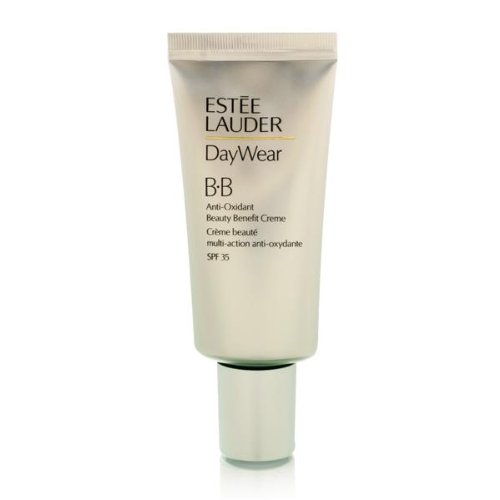 ESTĒE
LAUDER
DayWear
B·B
Anti-Oxidant
Beauty Benefit Creme
Crème beauté
multi-action anti-oxydante
SPF 35